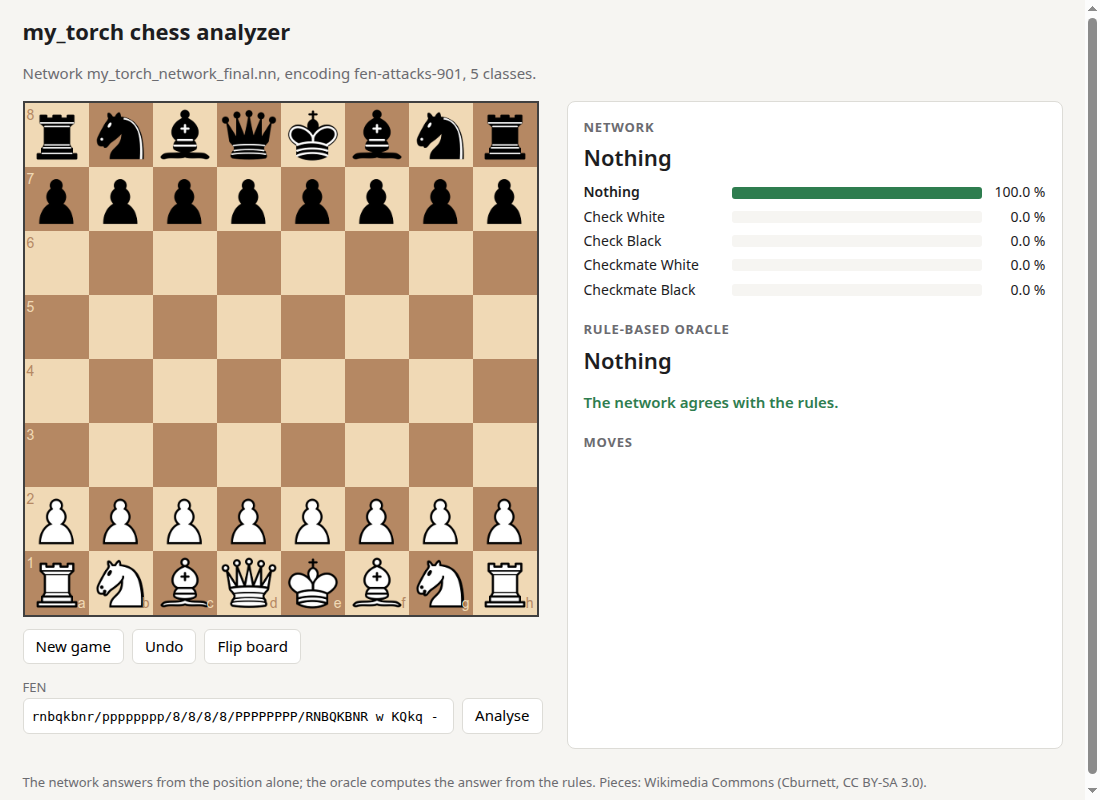 my_torch chess analyzer
Network my_torch_network_final.nn, encoding fen-attacks-901, 5 classes.
8
7
6
5
4
3
2
1
a b c d e f g h
New game Undo Flip board
FEN
rnbqkbnr/pppppppp/8/8/8/8/PPPPPPPP/RNBQKBNR w KQkq - Analyse
NETWORK
Nothing
Nothing 100.0 %
Check White 0.0 %
Check Black 0.0 %
Checkmate White 0.0 %
Checkmate Black 0.0 %
RULE-BASED ORACLE
Nothing
The network agrees with the rules.
MOVES
The network answers from the position alone; the oracle computes the answer from the rules. Pieces: Wikimedia Commons (Cburnett, CC BY-SA 3.0).